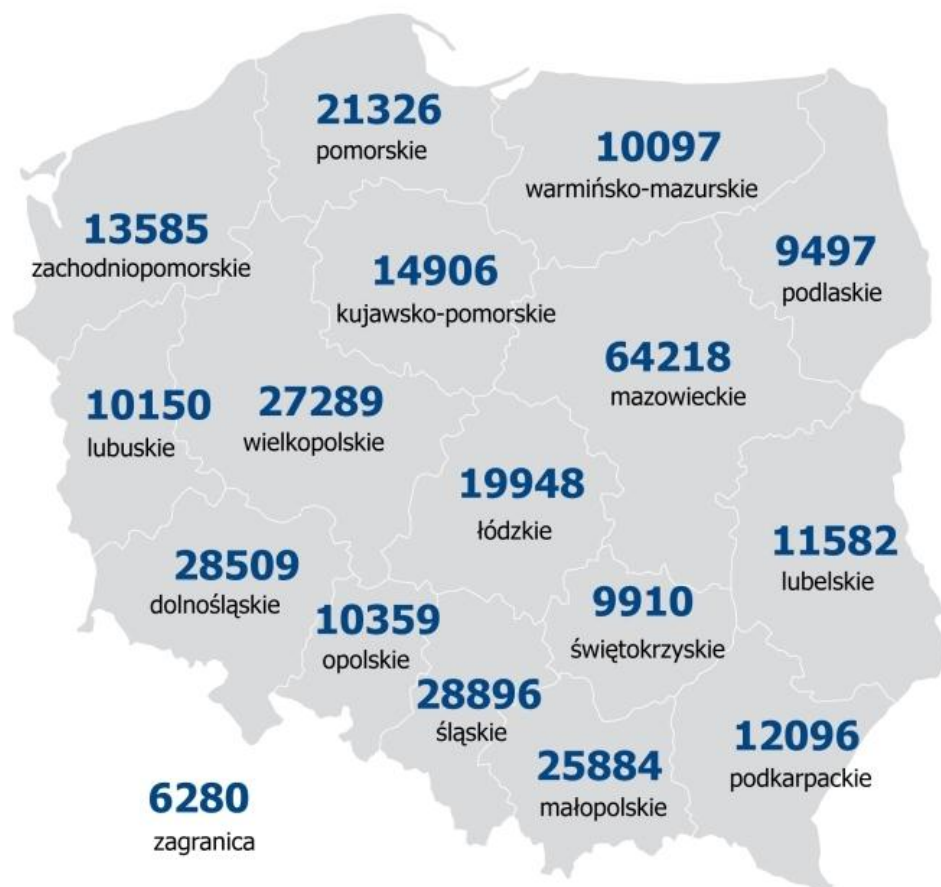 21326
pomorskie
10097
warmińsko-mazurskie
13585
zachodniopomorskie
14906
kujawsko-pomorskie
9497
podlaskie
64218
mazowieckie
10150
lubuskie
27289
wielkopolskie
19948
łódzkie
11582
lubelskie
28509
dolnośląskie
10359
opolskie
9910
świętokrzyskie
28896
śląskie
25884
małopolskie
12096
podkarpackie
6280
zagranica